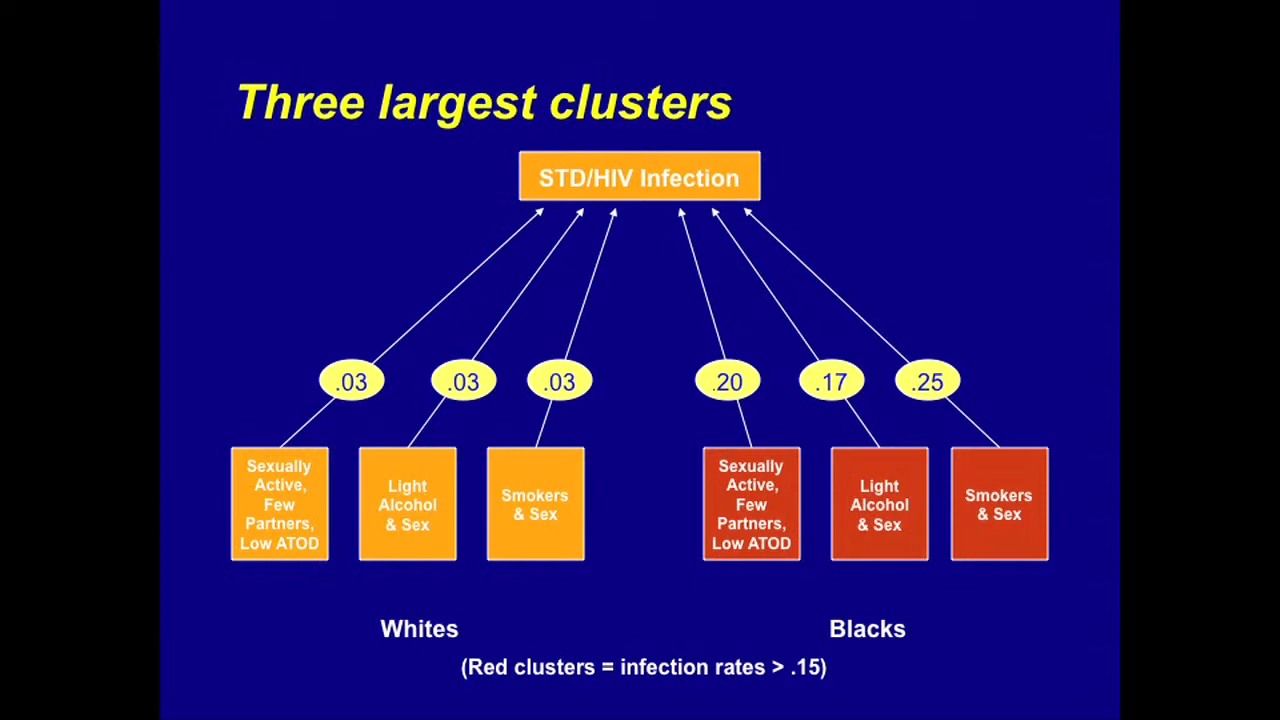 Three largest clusters
STD/HIV Infection
.03
.03
.03
.20
.17
.25
Sexually
Active,
Few
Partners,
Low ATOD
Light
Alcohol
& Sex
Smokers
& Sex
Sexually
Active,
Few
Partners,
Low ATOD
Light
Alcohol
& Sex
Smokers
& Sex
Whites
Blacks
(Red clusters = infection rates > .15)